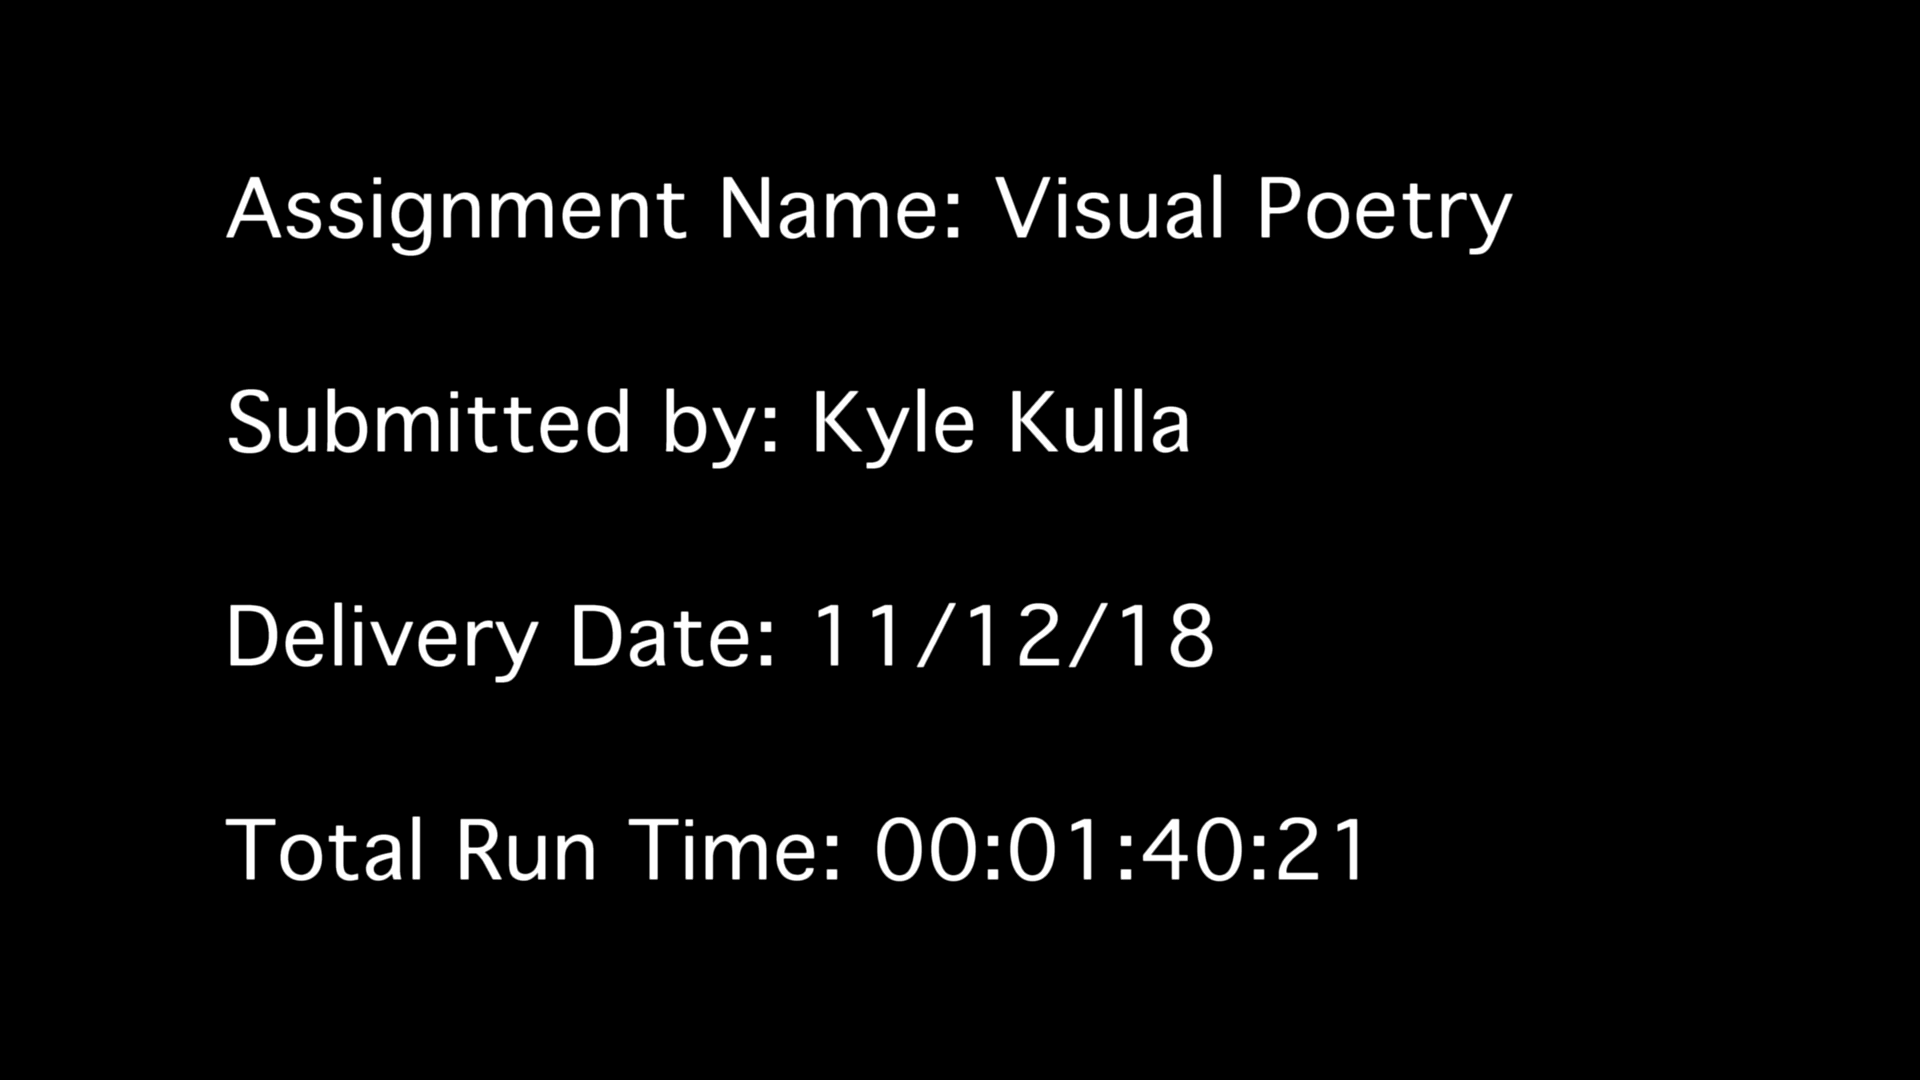 Assignment Name: Visual Poetry
Submitted by: Kyle Kulla
Delivery Date: 11/12/18
Total Run Time: 00:01:40:21